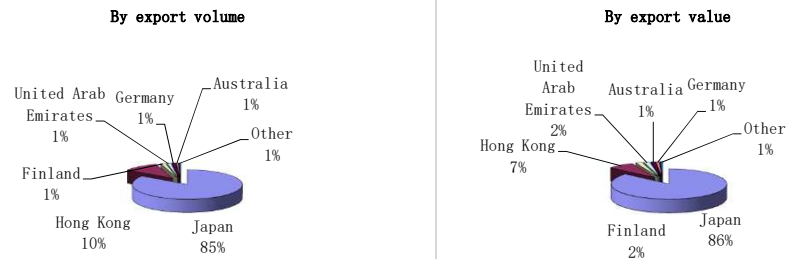 By export volume
United Arab
Emirates
1%
Germany
1%
Australia
1%
Other
1%
Finland
1%
Hong Kong
10%
Japan
85%
By export value
United
Arab
Emirates
2%
Australia
1%
Germany
1%
Other
1%
Hong Kong
7%
Finland
2%
Japan
86%